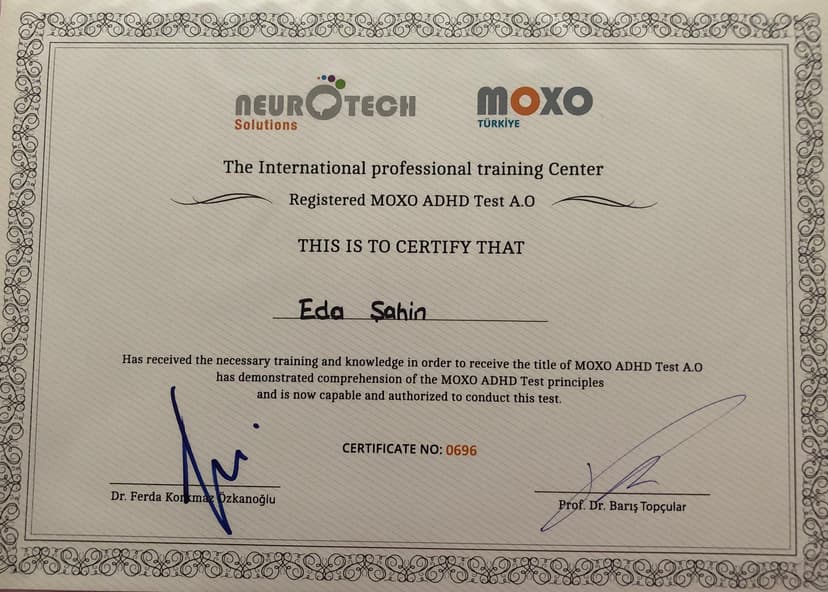 NEUROTECH
Solutions
MOXO
TÜRKİYE
The International professional training Center
Registered MOXO ADHD Test A.O
THIS IS TO CERTIFY THAT
Eda Şahin
Has received the necessary training and knowledge in order to receive the title of MOXO ADHD Test A.O
has demonstrated comprehension of the MOXO ADHD Test principles
and is now capable and authorized to conduct this test.
CERTIFICATE NO: 0696
Dr. Ferda Korkmaz Özkanoğlu
Prof. Dr. Barış Topçular